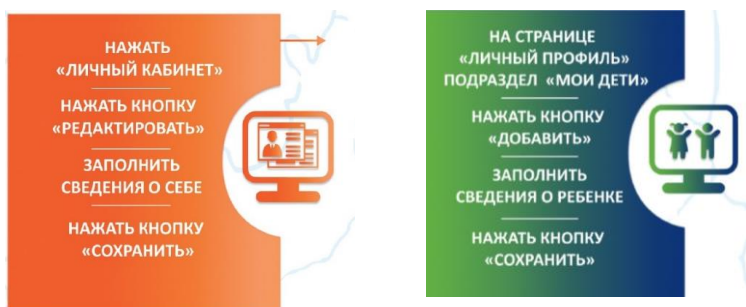 НАЖАТЬ
«ЛИЧНЫЙ КАБИНЕТ»
НАЖАТЬ КНОПКУ
«РЕДАКТИРОВАТЬ»
ЗАПОЛНИТЬ
СВЕДЕНИЯ О СЕБЕ
НАЖАТЬ КНОПКУ
«СОХРАНИТЬ»
НА СТРАНИЦЕ
«ЛИЧНЫЙ ПРОФИЛЬ»
ПОДРАЗДЕЛ «МОИ ДЕТИ»
НАЖАТЬ КНОПКУ
«ДОБАВИТЬ»
ЗАПОЛНИТЬ
СВЕДЕНИЯ О РЕБЕНКЕ
НАЖАТЬ КНОПКУ
«СОХРАНИТЬ»